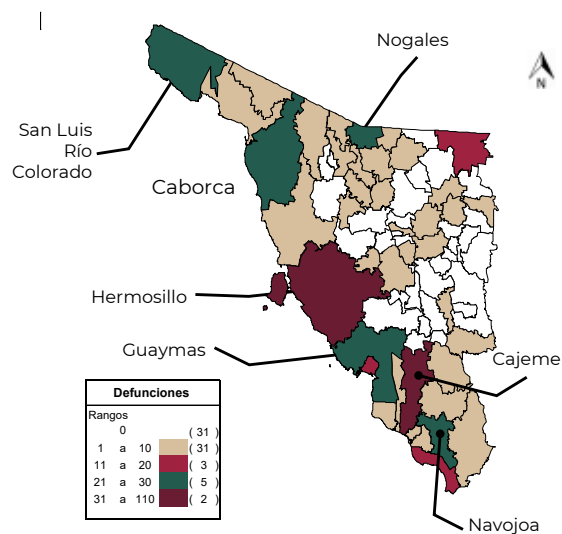 Nogales
N
San Luis
Río
Colorado
Caborca
Hermosillo
Guaymas
Cajeme
Defunciones
Rangos
0 ( 31 )
1 a 10 ( 31 )
11 a 20 ( 3 )
21 a 30 ( 5 )
31 a 110 ( 2 )
Navojoa